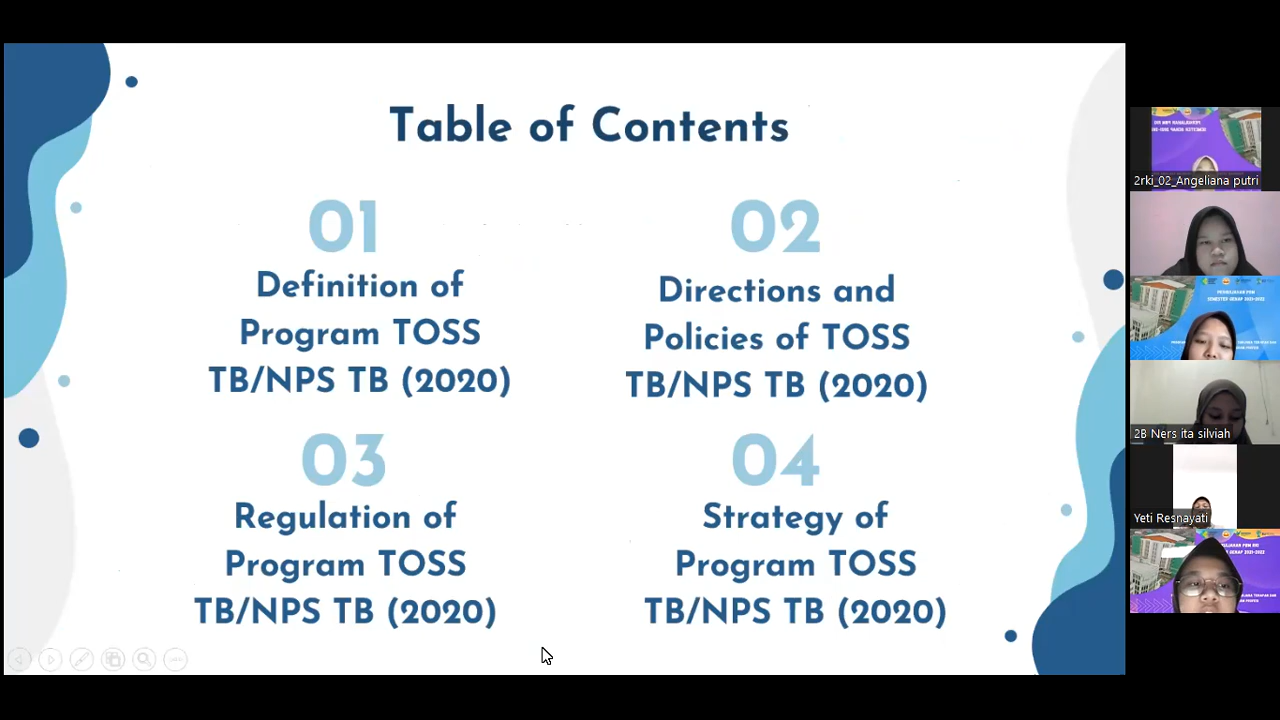 Table of Contents
01
Definition of
Program TOSS
TB/NPS TB (2020)
02
Directions and
Policies of TOSS
TB/NPS TB (2020)
03
Regulation of
Program TOSS
TB/NPS TB (2020)
04
Strategy of
Program TOSS
TB/NPS TB (2020)
2rki_02_Angeliana putri
2B Ners ita silviah
Yeti Resnayati